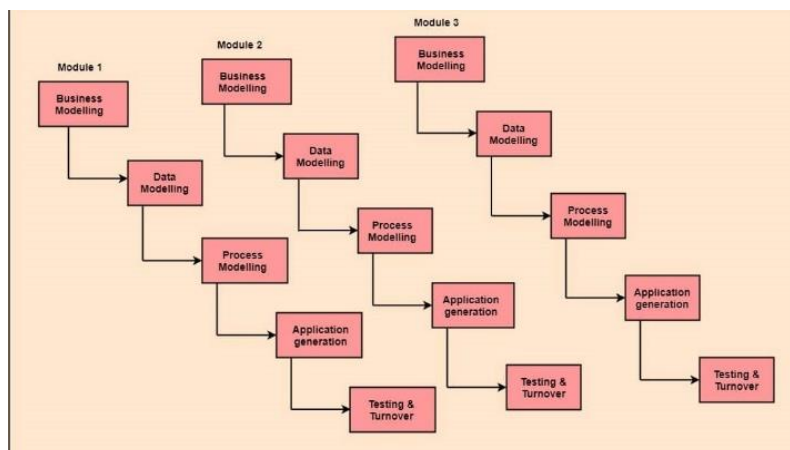 Module 1
Business
Modelling
Data
Modelling
Process
Modelling
Application
generation
Testing &
Turnover
Module 2
Business
Modelling
Data
Modelling
Process
Modelling
Application
generation
Testing &
Turnover
Module 3
Business
Modelling
Data
Modelling
Process
Modelling
Application
generation
Testing &
Turnover